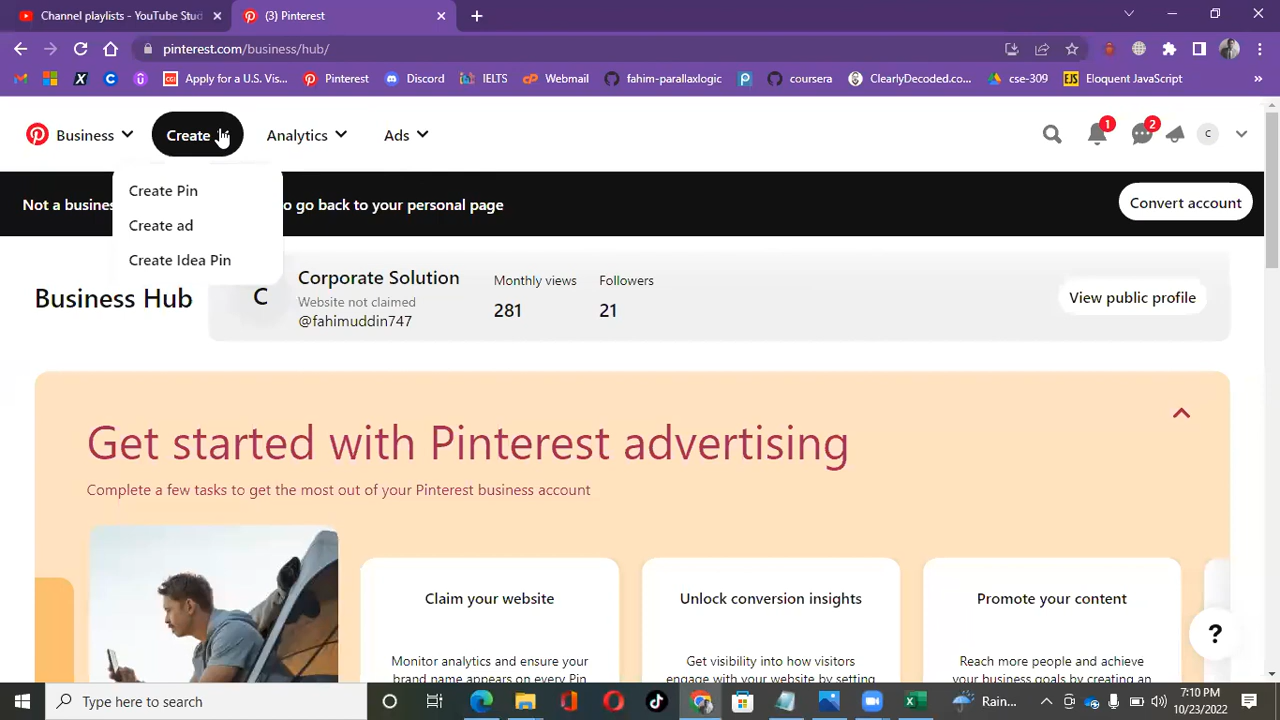 Channel playlists - YouTube Stud
(3) Pinterest
pinterest.com/business/hub/
Apply for a U.S. Vis...
Pinterest
Discord
IELTS
Webmail
fahim-parallaxlogic
coursera
ClearlyDecoded.co...
cse-309
EJS
Eloquent JavaScript
»
Business
Create
Analytics
Ads
1
2
C
Create Pin
Create ad
Create Idea Pin
Not a busines
to go back to your personal page
Convert account
Business Hub
C
Corporate Solution
Website not claimed
@fahimuddin747
Monthly views
281
Followers
21
View public profile
Get started with Pinterest advertising
Complete a few tasks to get the most out of your Pinterest business account
Claim your website
Monitor analytics and ensure your
brand name appears on every Pin
Unlock conversion insights
Get visibility into how visitors
engage with your website by setting
Promote your content
Reach more people and achieve
your business goals by creating an
?
Type here to search
Rain...
7:10 PM
10/23/2022